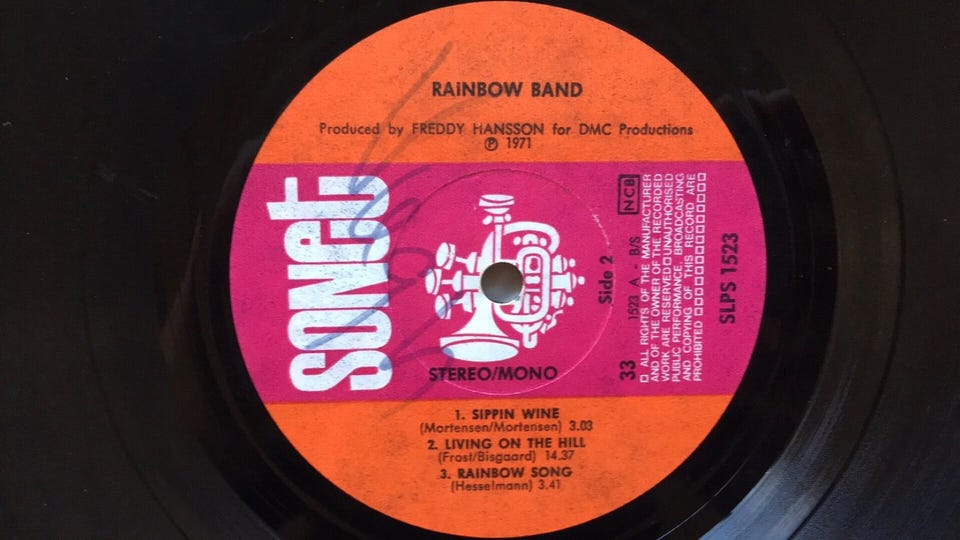 RAiNBOW BAND
Produced by FREDDY HANSSON for DMC Productions
℗ 1971
SONET
NCB
□ ALL RIGHTS OF THE MANUFACTURER
AND OF THE OWNER OF THE RECORDED
WORK ARE RESERVED□UNAUTHORISED
PUBLIC PERFORMANCE, BROADCASTING
AND COPYING OF THIS RECORD ARE
PROHIBITED □□□□□□□□□□□□□
Side 2
1523 A - B/S
33
SLPS 1523
STEREO/MONO
1. SIPPIN WINE
(Mortensen/Mortensen) 3.03
2. LIVING ON THE HILL
(Frost/Bisgaard) 14.37
3. RAINBOW SONG
(Hesselmann) 3.41